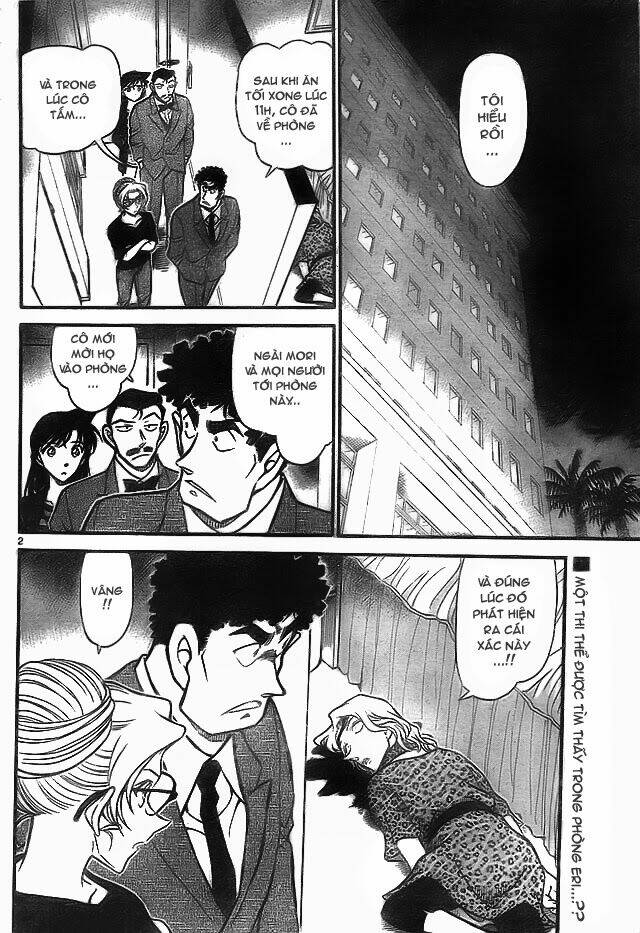 TÔI
HIỂU
RỒI
...
SAU KHI ĂN
TỐI XONG LÚC
11H, CÔ ĐÃ
VỀ PHÒNG
...
VÀ TRONG
LÚC CÔ
TẮM...
NGÀI MORI
VÀ MỌI NGƯỜI
TỚI PHÒNG
NÀY..
CÔ MỚI
MỜI HỌ
VÀO PHÒNG
...
2
VÀ ĐÚNG
LÚC ĐÓ
PHÁT HIỆN
RA CÁI
XÁC NÀY
...!!
VÂNG
!!
MỘT THI THỂ ĐƯỢC TÌM THẤY TRONG PHÒNG ERI....??